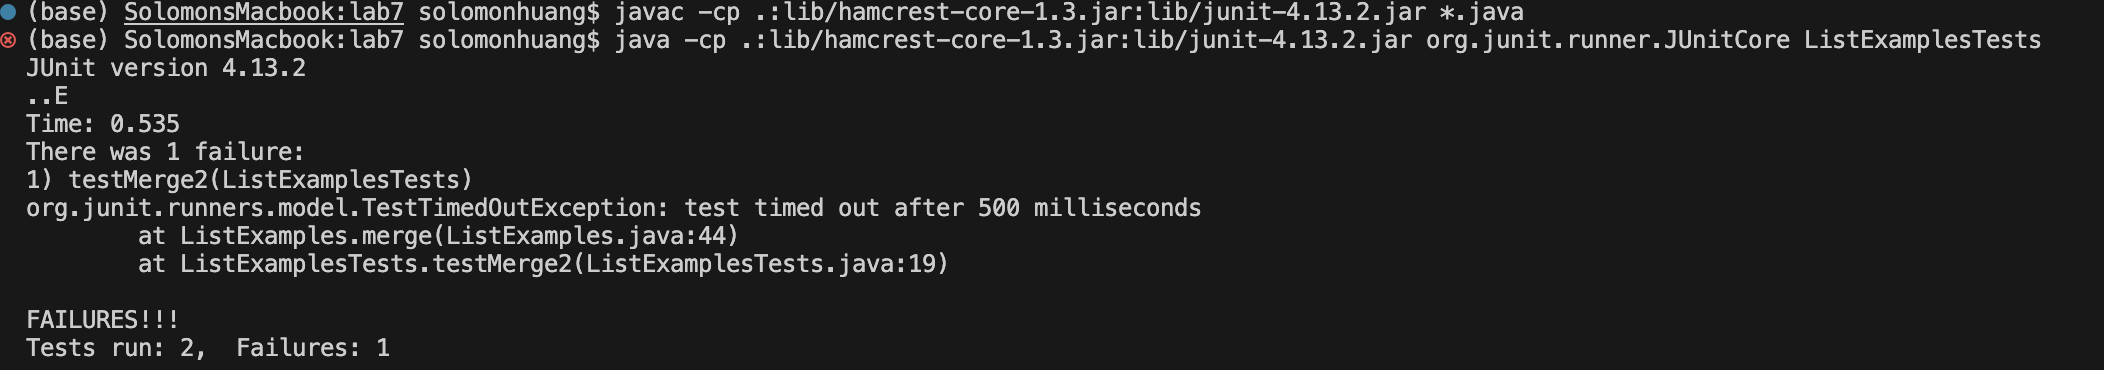 (base) SolomonsMacbook:lab7 solomonhuang$ javac -cp .:lib/hamcrest-core-1.3.jar:lib/junit-4.13.2.jar *.java
(base) SolomonsMacbook:lab7 solomonhuang$ java -cp .:lib/hamcrest-core-1.3.jar:lib/junit-4.13.2.jar org.junit.runner.JUnitCore ListExamplesTests
JUnit version 4.13.2
..E
Time: 0.535
There was 1 failure:
1) testMerge2(ListExamplesTests)
org.junit.runners.model.TestTimedOutException: test timed out after 500 milliseconds
        at ListExamples.merge(ListExamples.java:44)
        at ListExamplesTests.testMerge2(ListExamplesTests.java:19)

FAILURES!!!
Tests run: 2,  Failures: 1